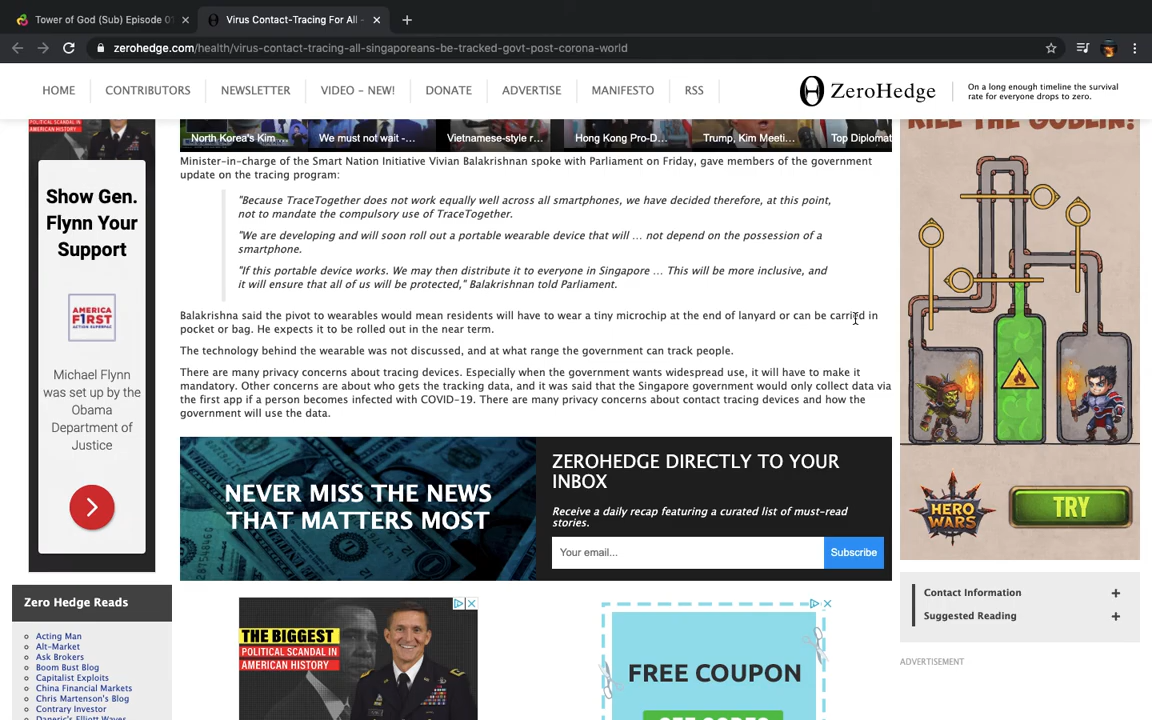 Tower of God (Sub) Episode 01
Virus Contact-Tracing For All -
zerohedge.com/health/virus-contact-tracing-all-singaporeans-be-tracked-govt-post-corona-world
HOME
CONTRIBUTORS
NEWSLETTER
VIDEO – NEW!
DONATE
ADVERTISE
MANIFESTO
RSS
ZeroHedge
On a long enough timeline the survival
rate for everyone drops to zero.
POLITICAL SCANDAL IN
AMERICAN HISTORY
Show Gen.
Flynn Your
Support
AMERICA
F1RST
Michael Flynn
was set up by the
Obama
Department of
Justice
North Korea's Kim ...
We must not wait -...
Vietnamese-style r...
Hong Kong Pro-D...
Trump, Kim Meeti...
Top Diplomat
Minister-in-charge of the Smart Nation Initiative Vivian Balakrishnan spoke with Parliament on Friday, gave members of the government
update on the tracing program:
"Because TraceTogether does not work equally well across all smartphones, we have decided therefore, at this point,
not to mandate the compulsory use of TraceTogether.
"We are developing and will soon roll out a portable wearable device that will … not depend on the possession of a
smartphone.
"If this portable device works. We may then distribute it to everyone in Singapore … This will be more inclusive, and
it will ensure that all of us will be protected," Balakrishnan told Parliament.
Balakrishna said the pivot to wearables would mean residents will have to wear a tiny microchip at the end of lanyard or can be carried in
pocket or bag. He expects it to be rolled out in the near term.
The technology behind the wearable was not discussed, and at what range the government can track people.
There are many privacy concerns about tracing devices. Especially when the government wants widespread use, it will have to make it
mandatory. Other concerns are about who gets the tracking data, and it was said that the Singapore government would only collect data via
the first app if a person becomes infected with COVID-19. There are many privacy concerns about contact tracing devices and how the
government will use the data.
NEVER MISS THE NEWS
THAT MATTERS MOST
ZEROHEDGE DIRECTLY TO YOUR
INBOX
Receive a daily recap featuring a curated list of must-read
stories.
Your email...
Subscribe
KILL THE GOBLIN!
HERO
WARS
TRY
Contact Information
Suggested Reading
ADVERTISEMENT
Zero Hedge Reads
Acting Man
Alt-Market
Ask Brokers
Boom Bust Blog
Capitalist Exploits
China Financial Markets
Chris Martenson's Blog
Contrary Investor
Daneric's Elliott Waves
THE BIGGEST
POLITICAL SCANDAL IN
AMERICAN HISTORY
FREE COUPON
GET CODES